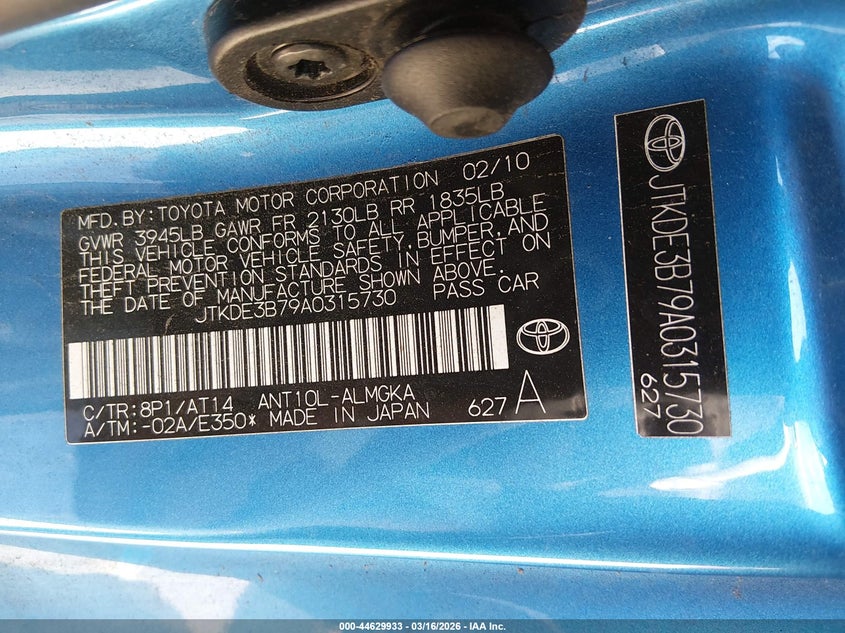 MFD. BY: TOYOTA MOTOR CORPORATION 02/10
GVWR 3945LB GAWR FR 2130LB RR 1835LB
THIS VEHICLE CONFORMS TO ALL APPLICABLE
FEDERAL MOTOR VEHICLE SAFETY, BUMPER, AND
THEFT PREVENTION STANDARDS IN EFFECT ON
THE DATE OF MANUFACTURE SHOWN ABOVE.
JTKDE3B79A0315730 PASS CAR
C/TR: 8P1/AT14 ANT10L-ALMGKA
A/TM: -02A/E350* MADE IN JAPAN 627 A
JTKDE3B79A0315730
627
000-44629933 - 03/16/2026 - IAA Inc.